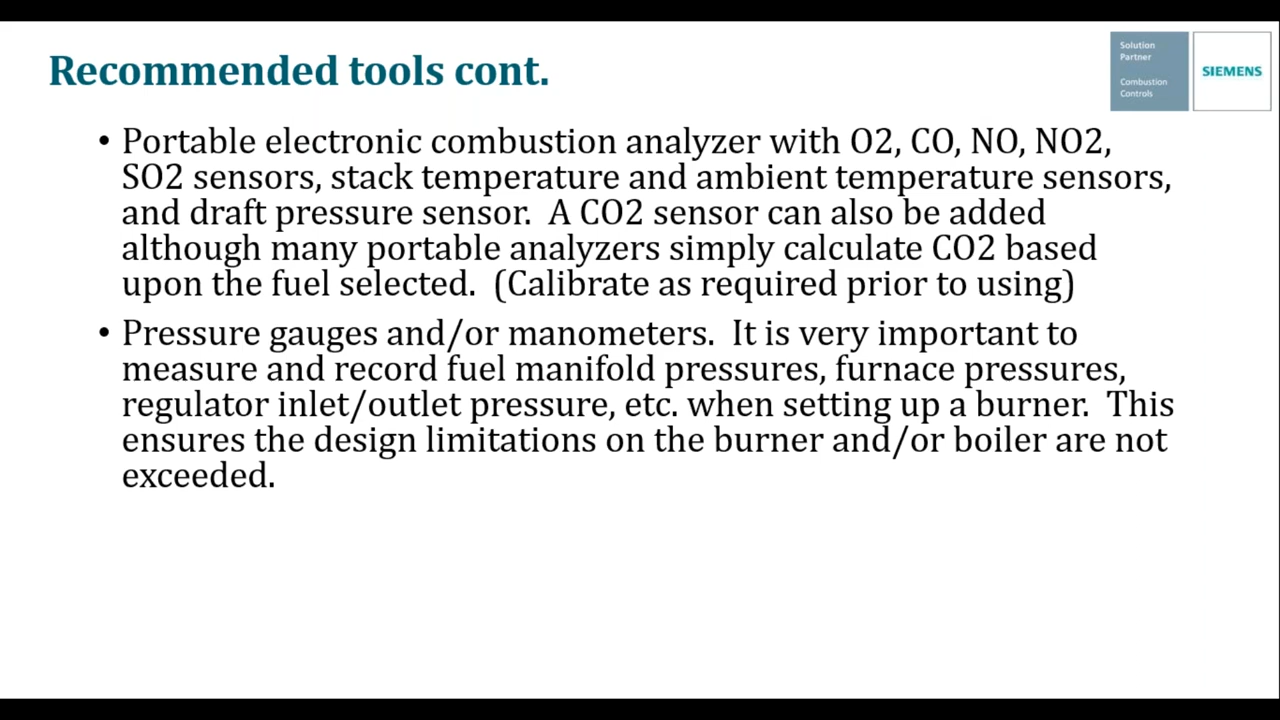 Recommended tools cont.
Solution
Partner
Combustion
Controls
SIEMENS
• Portable electronic combustion analyzer with O2, CO, NO, NO2,
SO2 sensors, stack temperature and ambient temperature sensors,
and draft pressure sensor.  A CO2 sensor can also be added
although many portable analyzers simply calculate CO2 based
upon the fuel selected.  (Calibrate as required prior to using)
• Pressure gauges and/or manometers.  It is very important to
measure and record fuel manifold pressures, furnace pressures,
regulator inlet/outlet pressure, etc. when setting up a burner.  This
ensures the design limitations on the burner and/or boiler are not
exceeded.